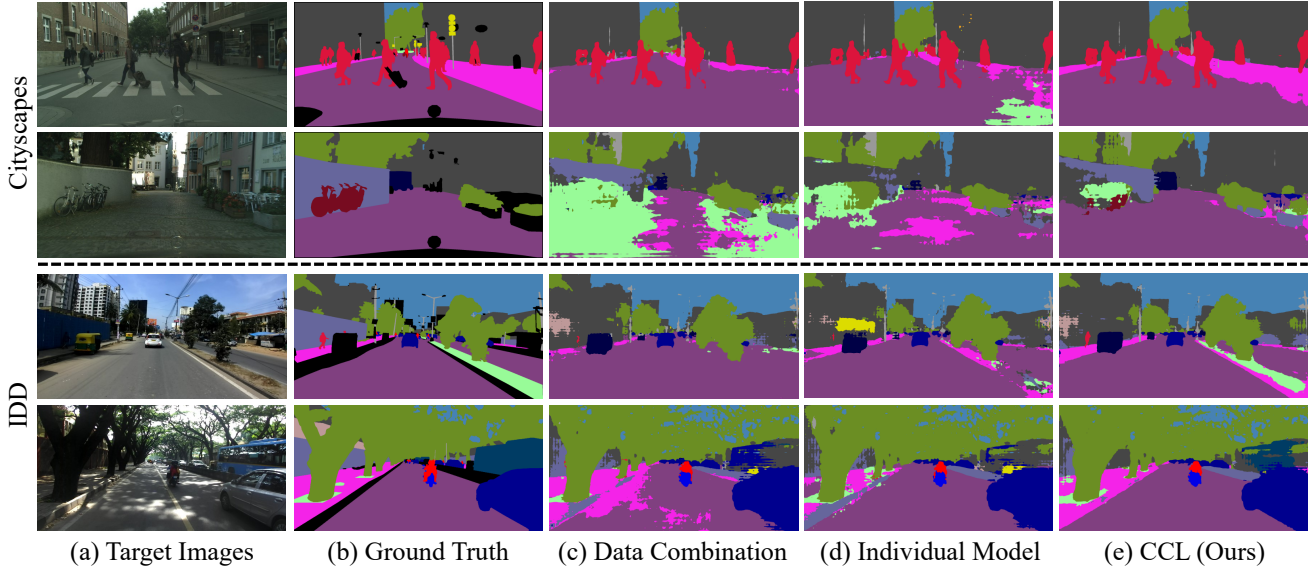 Cityscapes
IDD
(a) Target Images
(b) Ground Truth
(c) Data Combination
(d) Individual Model
(e) CCL (Ours)